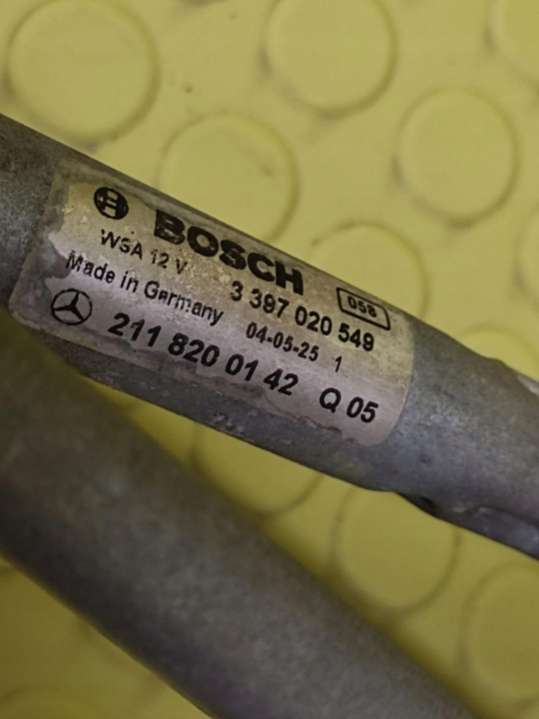 BOSCH
WSA 12 V 3 397 020 549 058
Made in Germany 04-05-25 1
211 820 01 42 Q 05